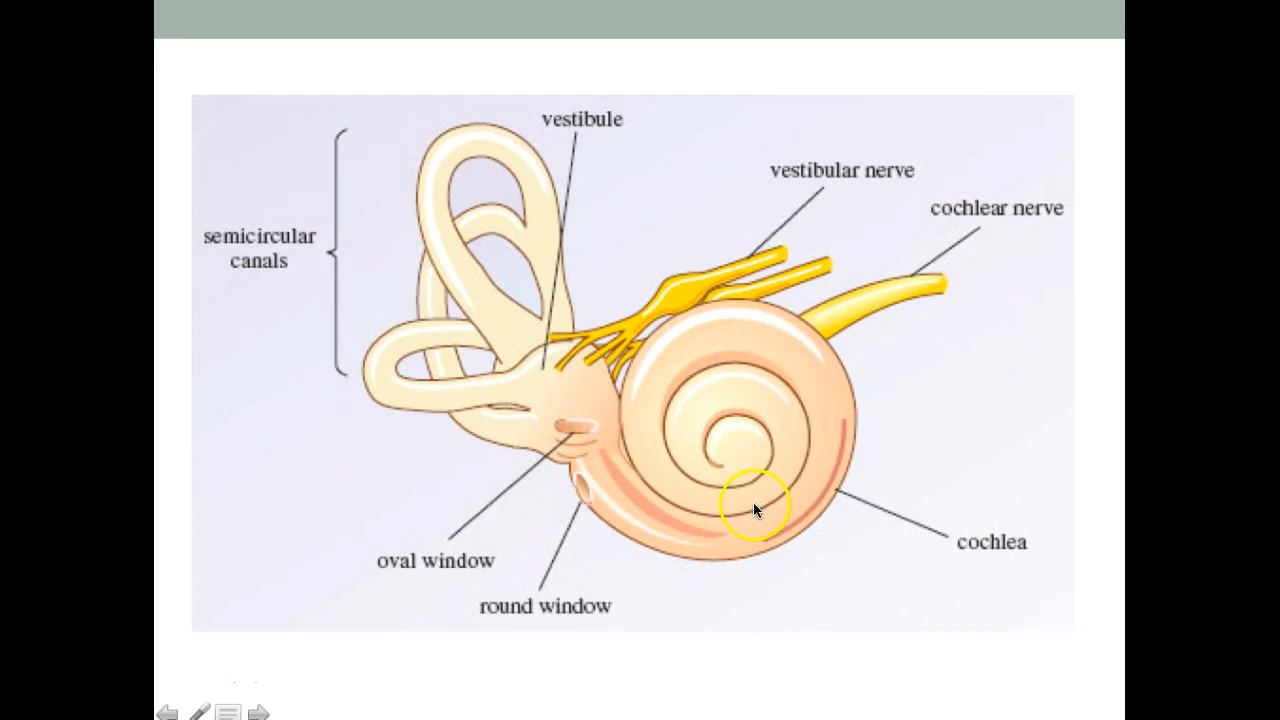 vestibule
vestibular nerve
cochlear nerve
semicircular
canals
oval window
round window
cochlea